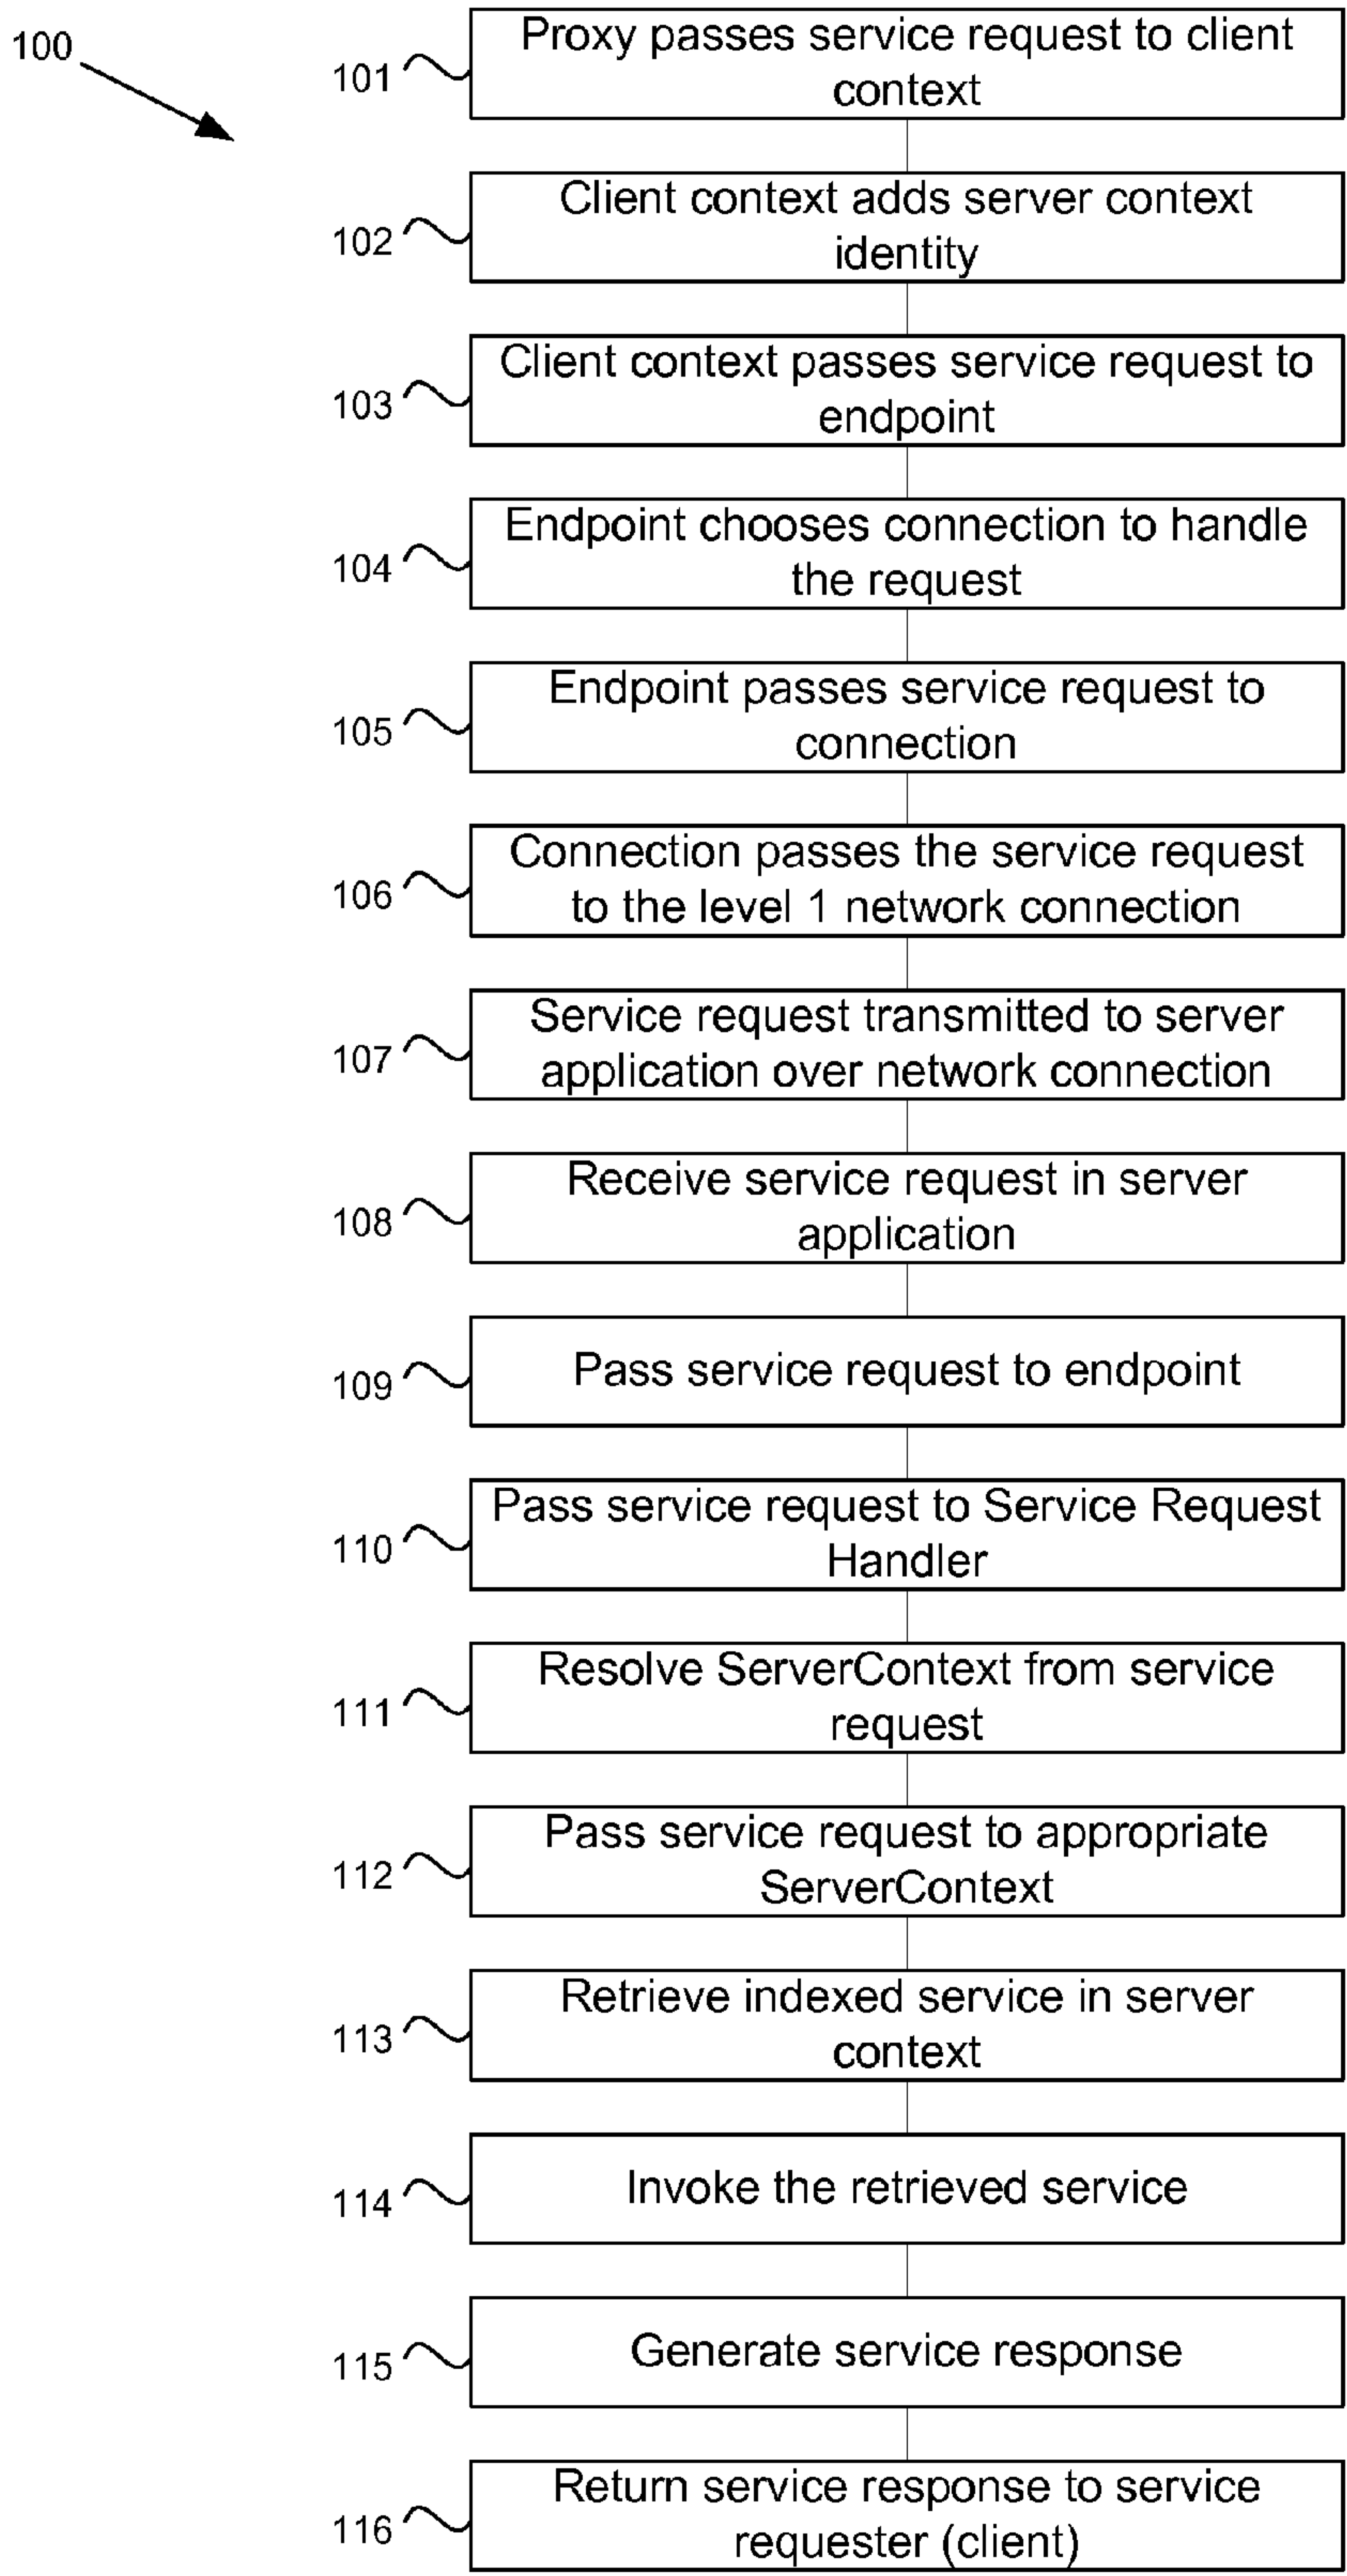 100
101
Proxy passes service request to client
context
102
Client context adds server context
identity
103
Client context passes service request to
endpoint
104
Endpoint chooses connection to handle
the request
105
Endpoint passes service request to
connection
106
Connection passes the service request
to the level 1 network connection
107
Service request transmitted to server
application over network connection
108
Receive service request in server
application
109
Pass service request to endpoint
110
Pass service request to Service Request
Handler
111
Resolve ServerContext from service
request
112
Pass service request to appropriate
ServerContext
113
Retrieve indexed service in server
context
114
Invoke the retrieved service
115
Generate service response
116
Return service response to service
requester (client)